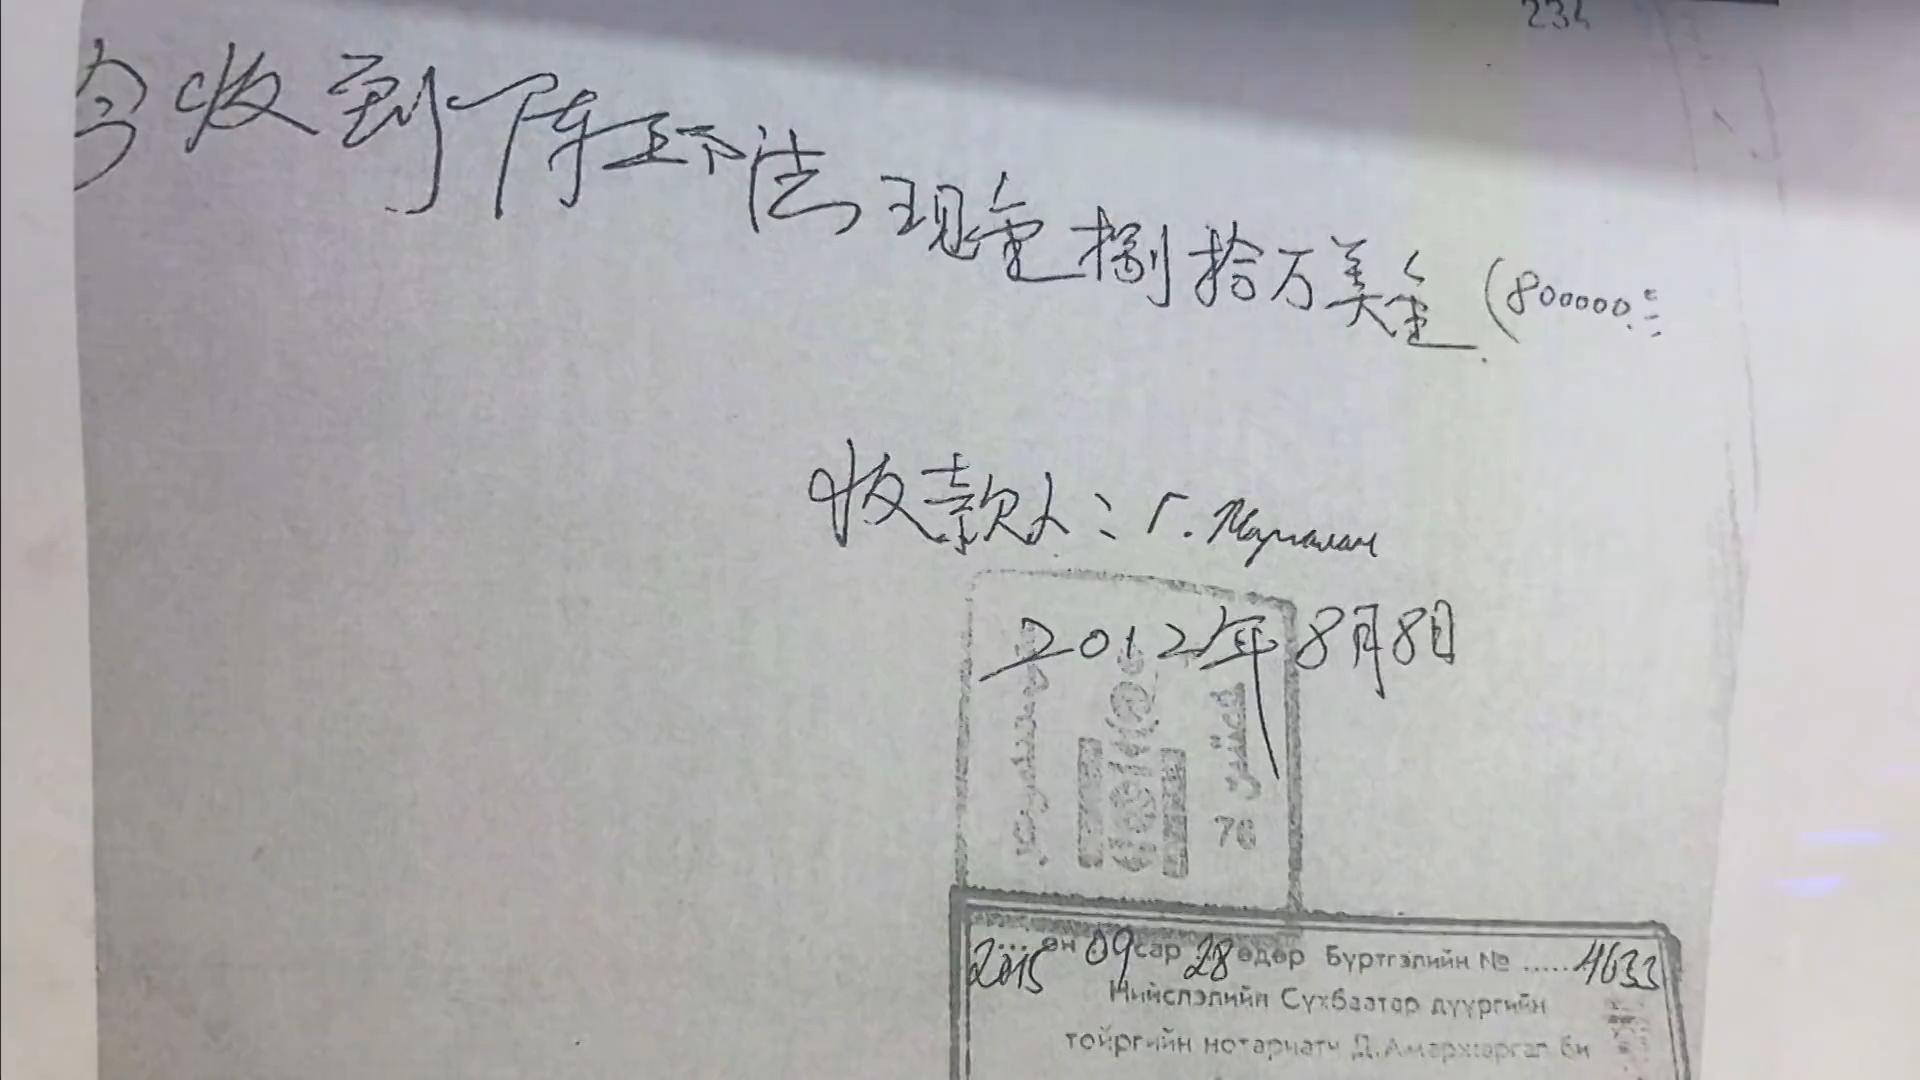 234
今收到陈环法现金捌拾万美金(800000.
收款人: Г.
2012年8月8日
76
2015 он 09 сар 28 өдөр Бүртгэлийн № ..... 4633
Нийслэлийн Сүхбаатар дүүргийн
тойргийн нотариатч Д.Амаржаргал би